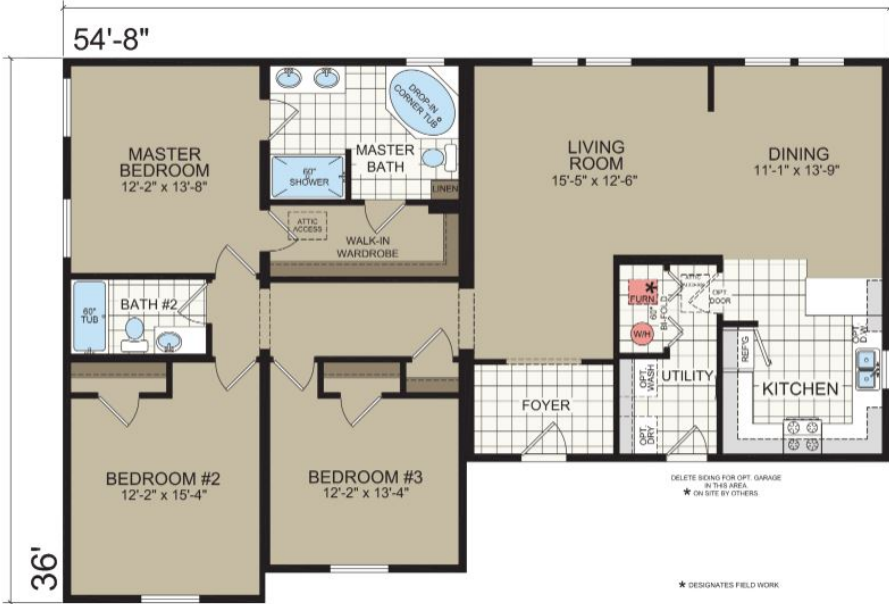 54'-8"
MASTER
BEDROOM
12'-2" x 13'-8"
DROP-IN
CORNER TUB
MASTER
BATH
60"
SHOWER
LINEN
ATTIC
ACCESS
WALK-IN
WARDROBE
LIVING
ROOM
15'-5" x 12'-6"
DINING
11'-1" x 13'-9"
60"
TUB
BATH #2
FURN
*
W/H
60"
BI-FOLD
ATTIC
ACCESS
OPT.
DOOR
REF'G
OPT.
D.W.
KITCHEN
UTILITY
OPT.
WASH
OPT.
DRY
FOYER
BEDROOM #2
12'-2" x 15'-4"
BEDROOM #3
12'-2" x 13'-4"
DELETE SIDING FOR OPT. GARAGE
IN THIS AREA.
* ON SITE BY OTHERS
36'
* DESIGNATES FIELD WORK